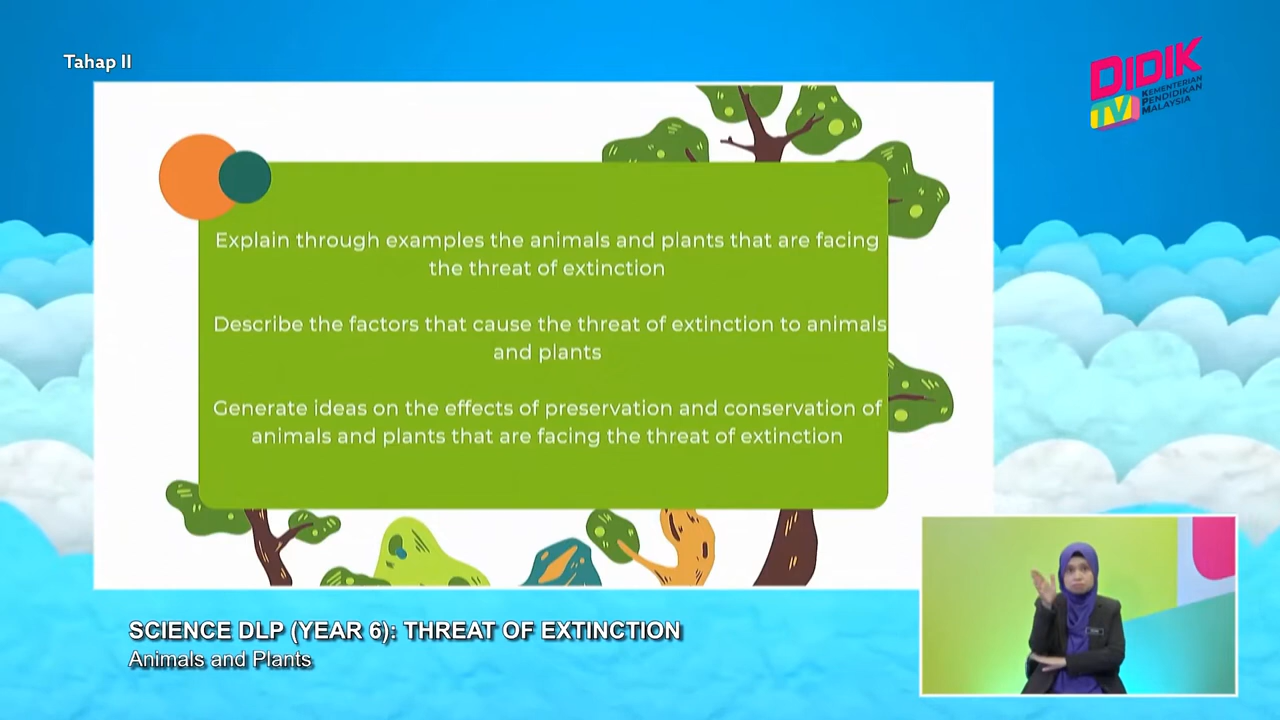 Tahap II
DIDIK
TV
KEMENTERIAN
PENDIDIKAN
MALAYSIA
Explain through examples the animals and plants that are facing
the threat of extinction
Describe the factors that cause the threat of extinction to animals
and plants
Generate ideas on the effects of preservation and conservation of
animals and plants that are facing the threat of extinction
SCIENCE DLP (YEAR 6): THREAT OF EXTINCTION
Animals and Plants